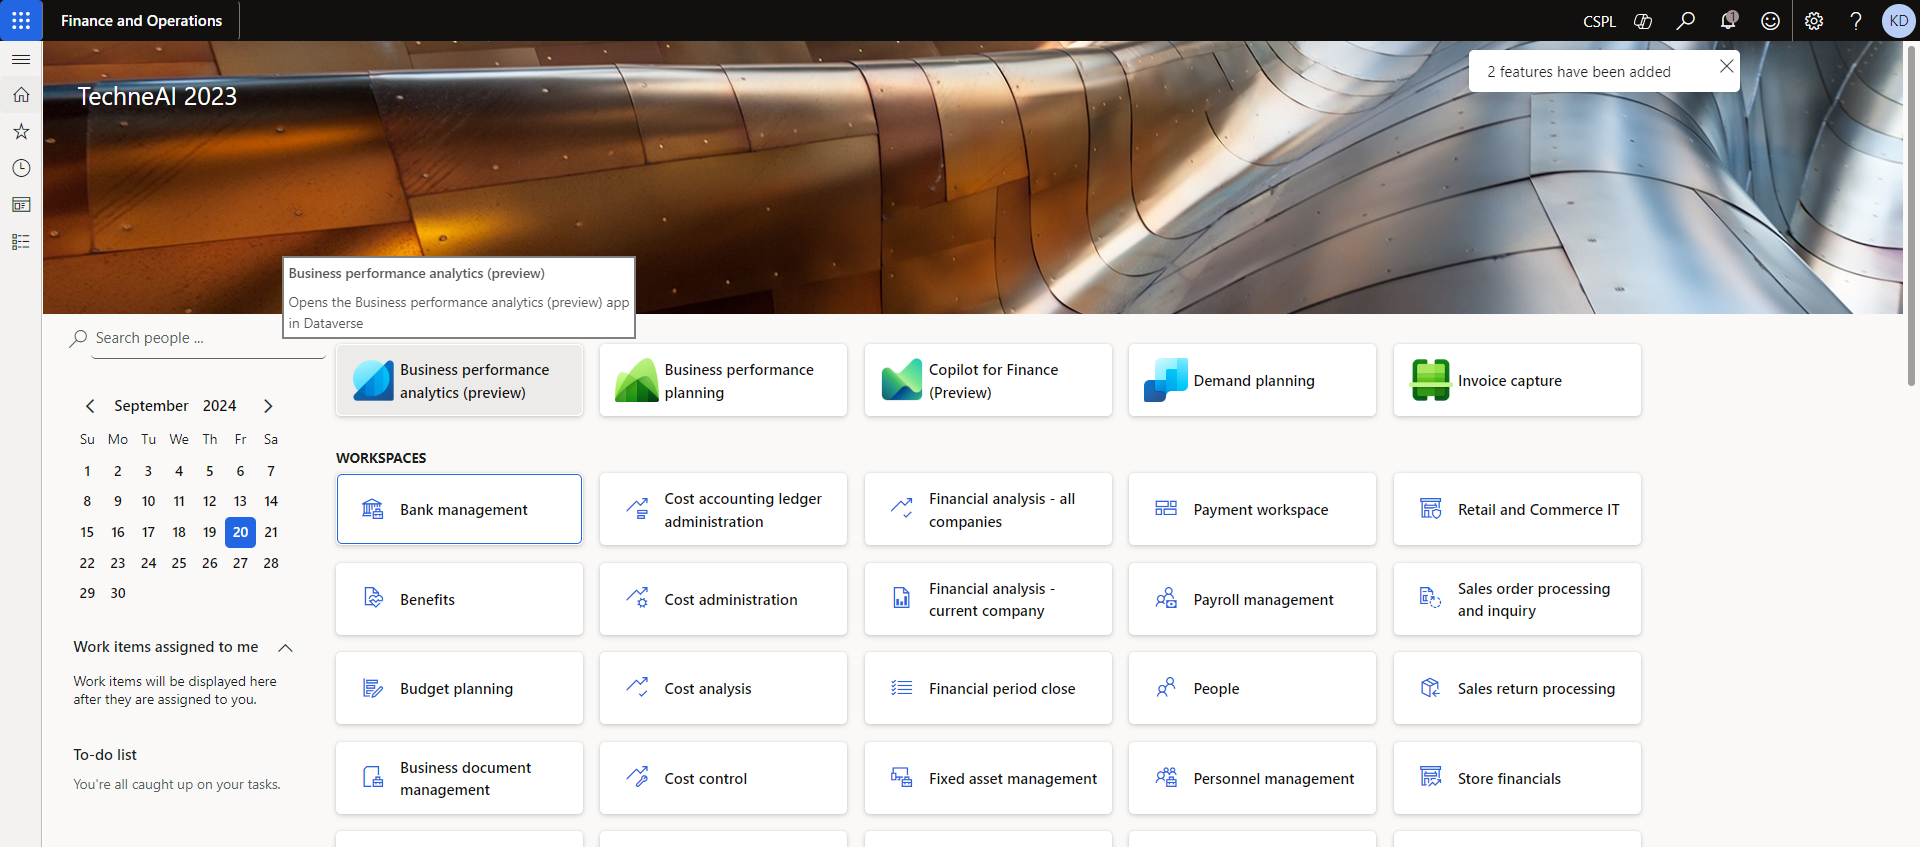 Finance and Operations
CSPL
1
KD
TechneAI 2023
2 features have been added
Business performance analytics (preview)
Opens the Business performance analytics (preview) app
in Dataverse
Search people ...
September 2024
Su Mo Tu We Th Fr Sa
1 2 3 4 5 6 7
8 9 10 11 12 13 14
15 16 17 18 19 20 21
22 23 24 25 26 27 28
29 30
Work items assigned to me
Work items will be displayed here
after they are assigned to you.
To-do list
You're all caught up on your tasks.
Business performance
analytics (preview)
Business performance
planning
Copilot for Finance
(Preview)
Demand planning
Invoice capture
WORKSPACES
Bank management
Cost accounting ledger
administration
Financial analysis - all
companies
Payment workspace
Retail and Commerce IT
Benefits
Cost administration
Financial analysis -
current company
Payroll management
Sales order processing
and inquiry
Budget planning
Cost analysis
Financial period close
People
Sales return processing
Business document
management
Cost control
Fixed asset management
Personnel management
Store financials